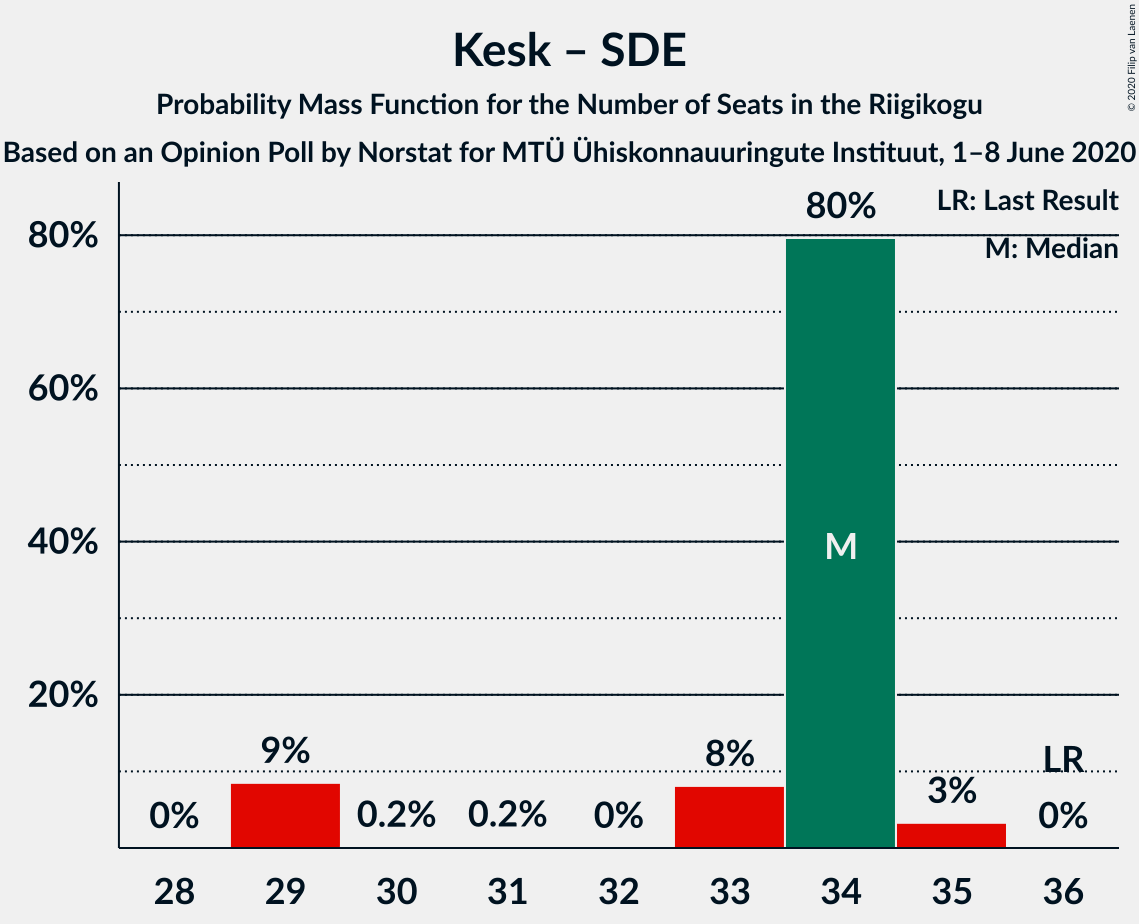 Kesk – SDE
Probability Mass Function for the Number of Seats in the Riigikogu
Based on an Opinion Poll by Norstat for MTÜ Ühiskonnauuringute Instituut, 1–8 June 2020
© 2020 Filip van Laenen
LR: Last Result
M: Median
80%
60%
40%
20%
0%
9%
0.2%
0.2%
0%
8%
80%
M
3%
LR
0%
28 29 30 31 32 33 34 35 36